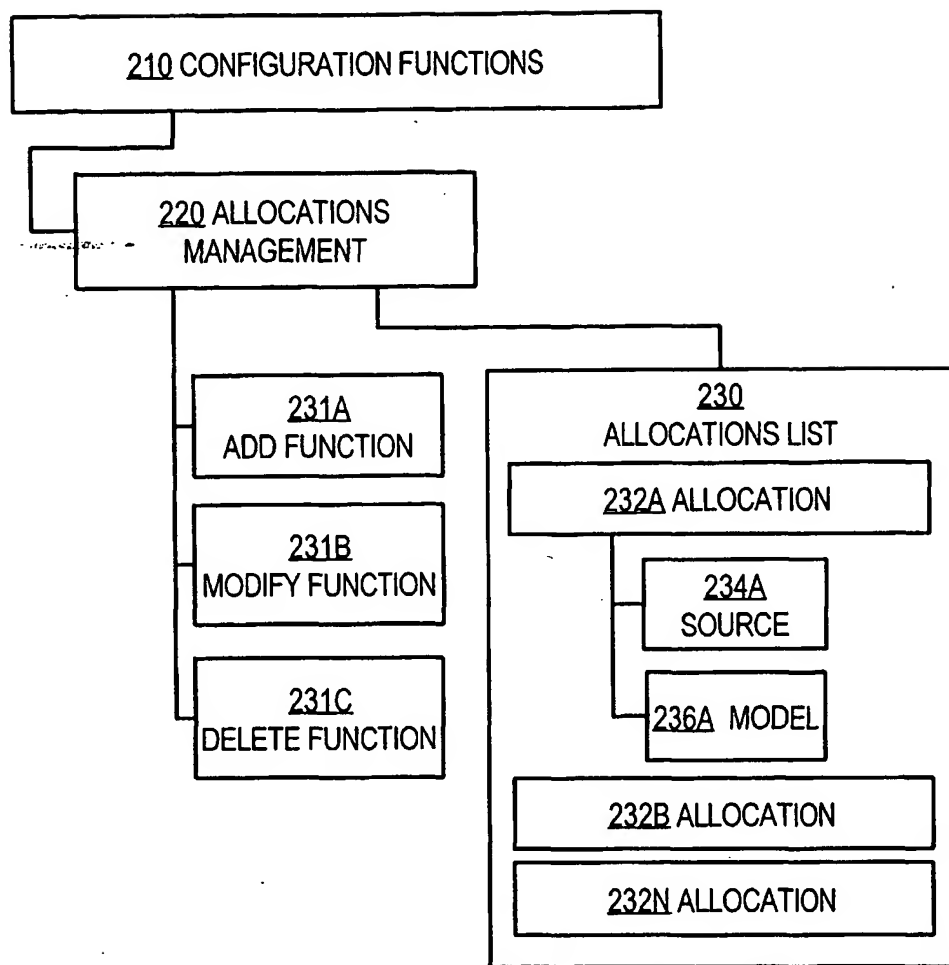 210 CONFIGURATION FUNCTIONS
220 ALLOCATIONS
MANAGEMENT
231A
ADD FUNCTION
231B
MODIFY FUNCTION
231C
DELETE FUNCTION
230
ALLOCATIONS LIST
232A ALLOCATION
234A
SOURCE
236A MODEL
232B ALLOCATION
232N ALLOCATION